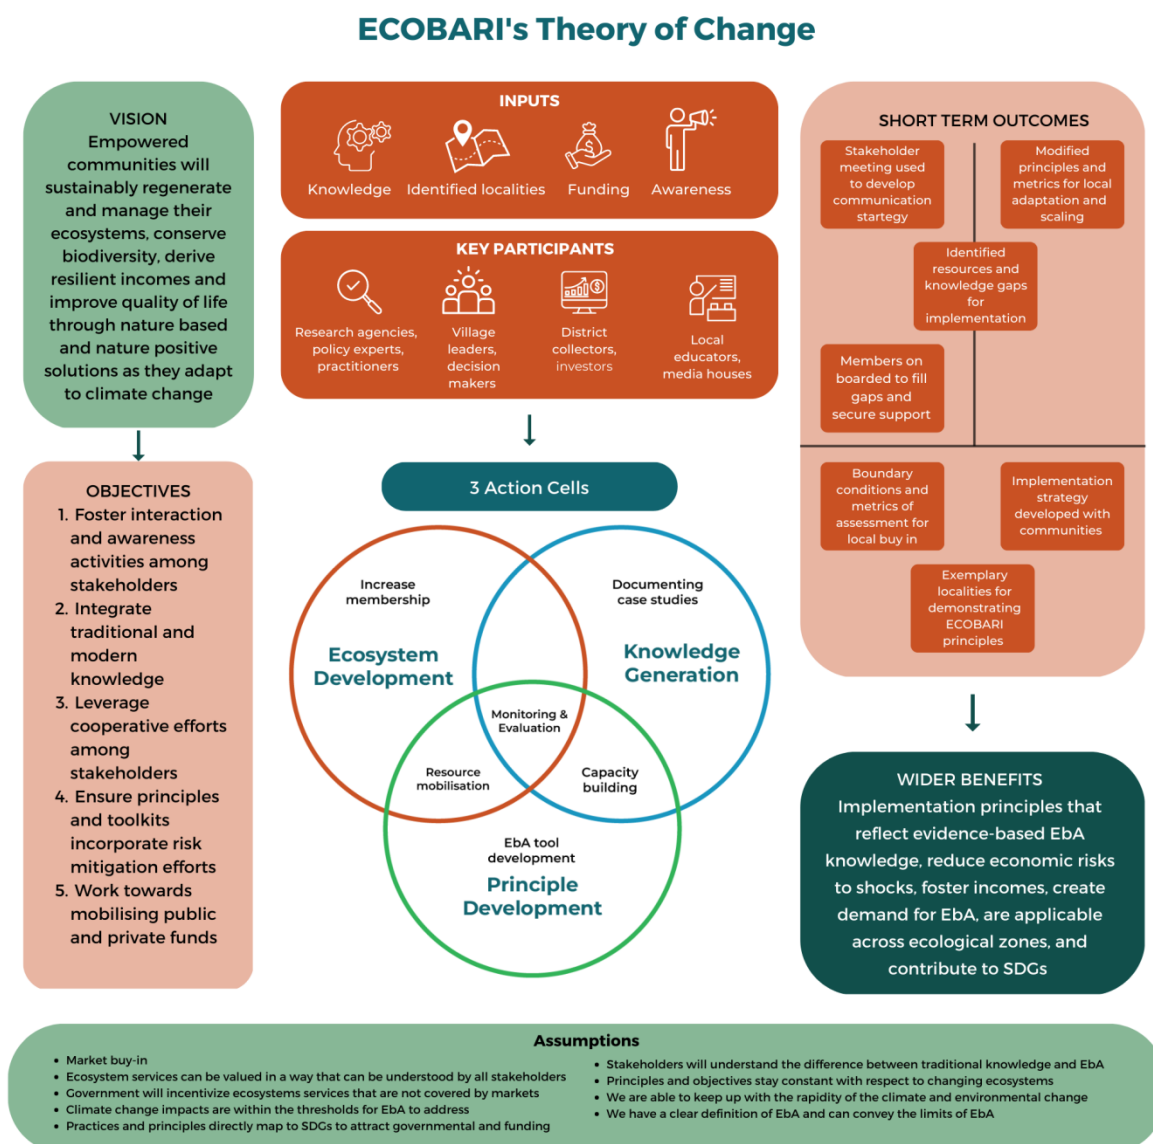 ECOBARI's Theory of Change
VISION
Empowered
communities will
sustainably regenerate
and manage their
ecosystems, conserve
biodiversity, derive
resilient incomes and
improve quality of life
through nature based
and nature positive
solutions as they adapt
to climate change
OBJECTIVES
1. Foster interaction
and awareness
activities among
stakeholders
2. Integrate
traditional and
modern
knowledge
3. Leverage
cooperative efforts
among
stakeholders
4. Ensure principles
and toolkits
incorporate risk
mitigation efforts
5. Work towards
mobilising public
and private funds
INPUTS
Knowledge
Identified localities
Funding
Awareness
KEY PARTICIPANTS
Research agencies,
policy experts,
practitioners
Village
leaders,
decision
makers
District
collectors,
investors
Local
educators,
media houses
3 Action Cells
Increase
membership
Ecosystem
Development
Documenting
case studies
Knowledge
Generation
Monitoring &
Evaluation
Resource
mobilisation
Capacity
building
EbA tool
development
Principle
Development
SHORT TERM OUTCOMES
Stakeholder
meeting used
to develop
communication
startegy
Modified
principles and
metrics for local
adaptation and
scaling
Identified
resources and
knowledge gaps
for
implementation
Members on
boarded to fill
gaps and
secure support
Boundary
conditions and
metrics of
assessment for
local buy in
Implementation
strategy
developed with
communities
Exemplary
localities for
demonstrating
ECOBARI
principles
WIDER BENEFITS
Implementation principles that
reflect evidence-based EbA
knowledge, reduce economic risks
to shocks, foster incomes, create
demand for EbA, are applicable
across ecological zones, and
contribute to SDGs
Assumptions
• Market buy-in
• Ecosystem services can be valued in a way that can be understood by all stakeholders
• Government will incentivize ecosystems services that are not covered by markets
• Climate change impacts are within the thresholds for EbA to address
• Practices and principles directly map to SDGs to attract governmental and funding
• Stakeholders will understand the difference between traditional knowledge and EbA
• Principles and objectives stay constant with respect to changing ecosystems
• We are able to keep up with the rapidity of the climate and environmental change
• We have a clear definition of EbA and can convey the limits of EbA